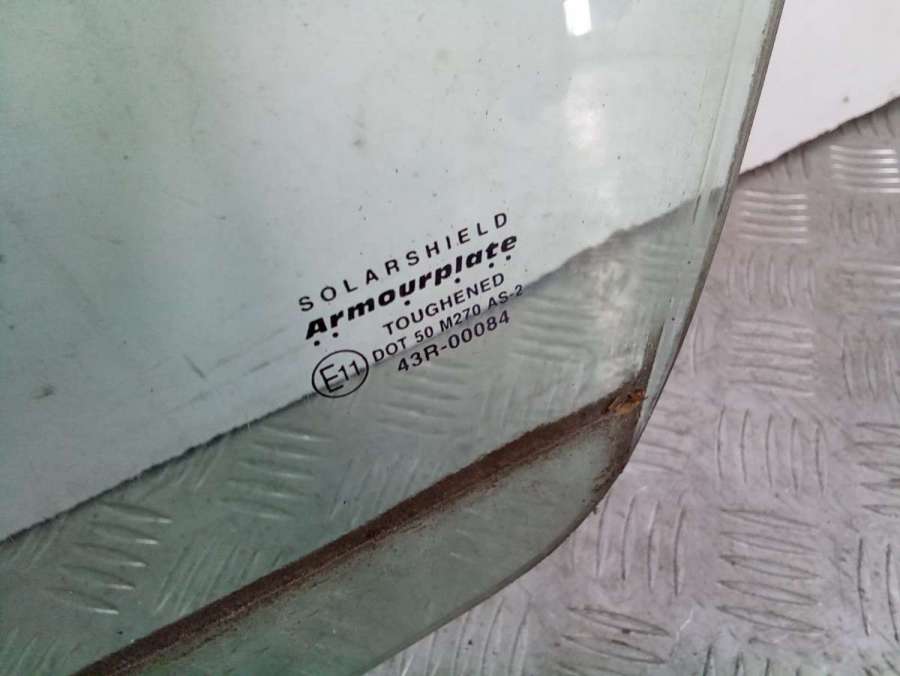 SOLARSHIELD
Armourplate
TOUGHENED
DOT 50 M270 AS-2
E11 43R-00084